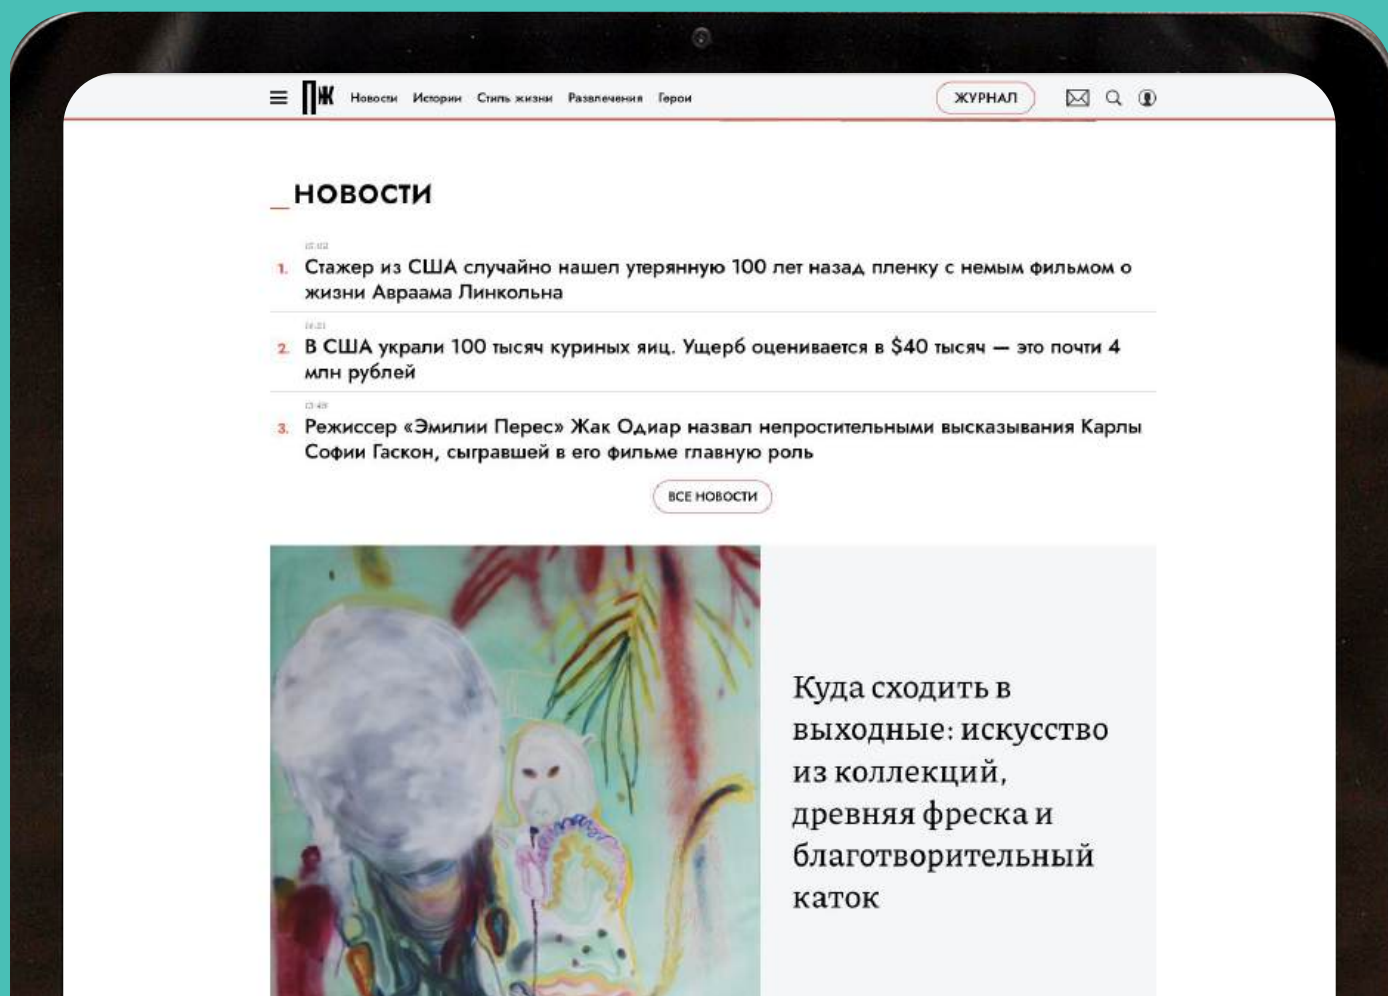 ПЖ Новости Истории Стиль жизни Развлечения Герои ЖУРНАЛ
_НОВОСТИ
1. Стажер из США случайно нашел утерянную 100 лет назад пленку с немым фильмом о
жизни Авраама Линкольна
2. В США украли 100 тысяч куриных яиц. Ущерб оценивается в $40 тысяч — это почти 4
млн рублей
3. Режиссер «Эмилии Перес» Жак Одиар назвал непростительными высказывания Карлы
Софии Гаскон, сыгравшей в его фильме главную роль
ВСЕ НОВОСТИ
Куда сходить в
выходные: искусство
из коллекций,
древняя фреска и
благотворительный
каток